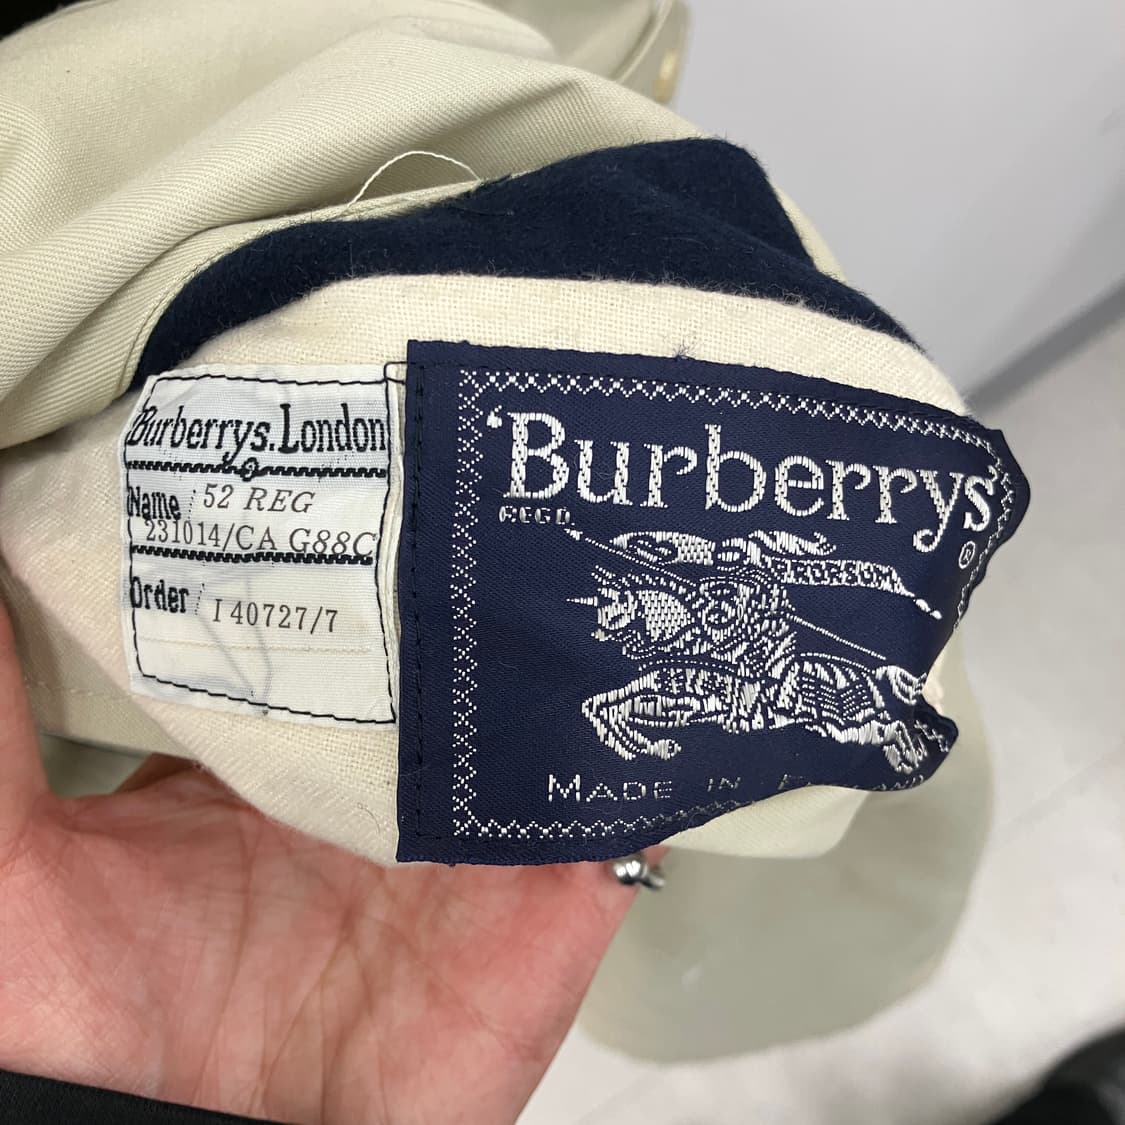 Burberrys.London
Name 52 REG
231014/CA G88C
Order I 40727/7
'Burberrys'
REGD
®
PRORSUM
MADE IN